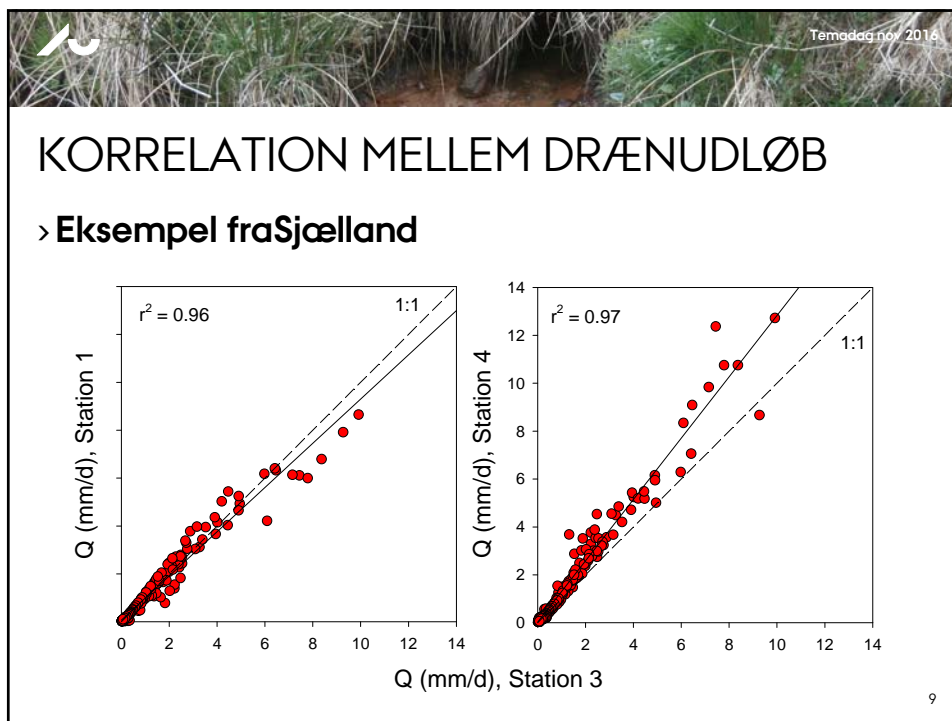 Temadag nov 2016
KORRELATION MELLEM DRÆNUDLØB
› Eksempel fraSjælland
r² = 0.96
1:1
Q (mm/d), Station 1
0 2 4 6 8 10 12 14
r² = 0.97
1:1
Q (mm/d), Station 4
14
12
10
8
6
4
2
0
0 2 4 6 8 10 12 14
Q (mm/d), Station 3
9